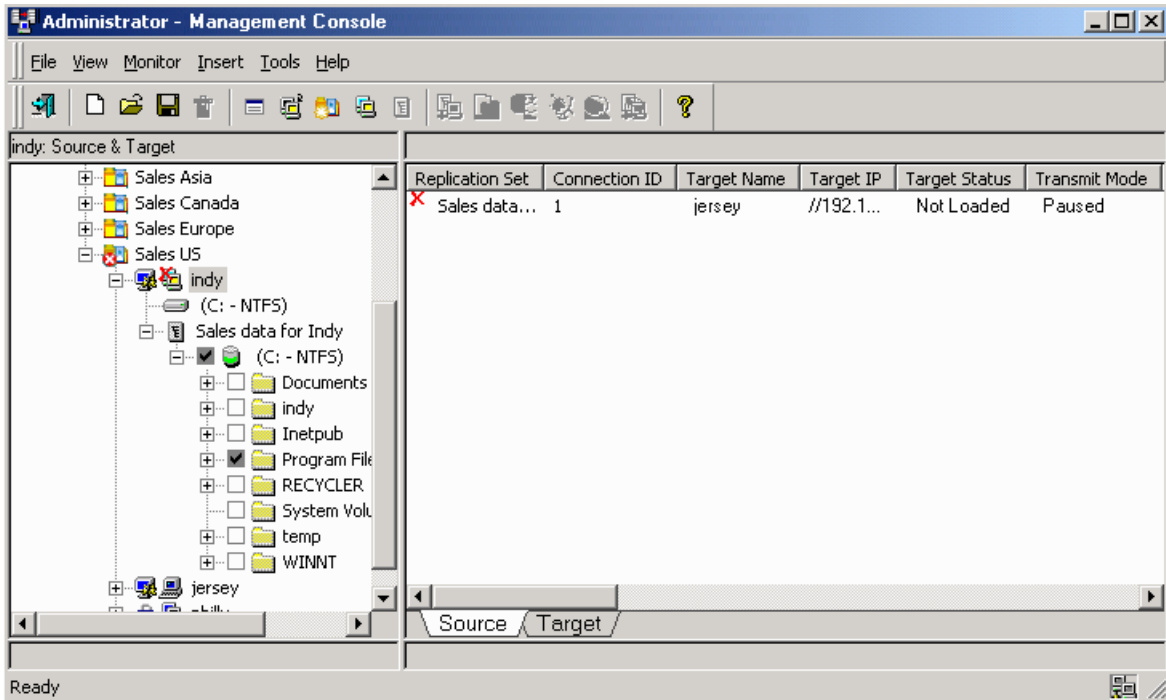 Administrator - Management Console
File View Monitor Insert Tools Help
indy: Source & Target
Sales Asia
Sales Canada
Sales Europe
Sales US
indy
(C: - NTFS)
Sales data for Indy
(C: - NTFS)
Documents
indy
Inetpub
Program File
RECYCLER
System Volu
temp
WINNT
jersey
Replication Set Connection ID Target Name Target IP Target Status Transmit Mode
Sales data... 1 jersey //192.1... Not Loaded Paused
Source Target
Ready